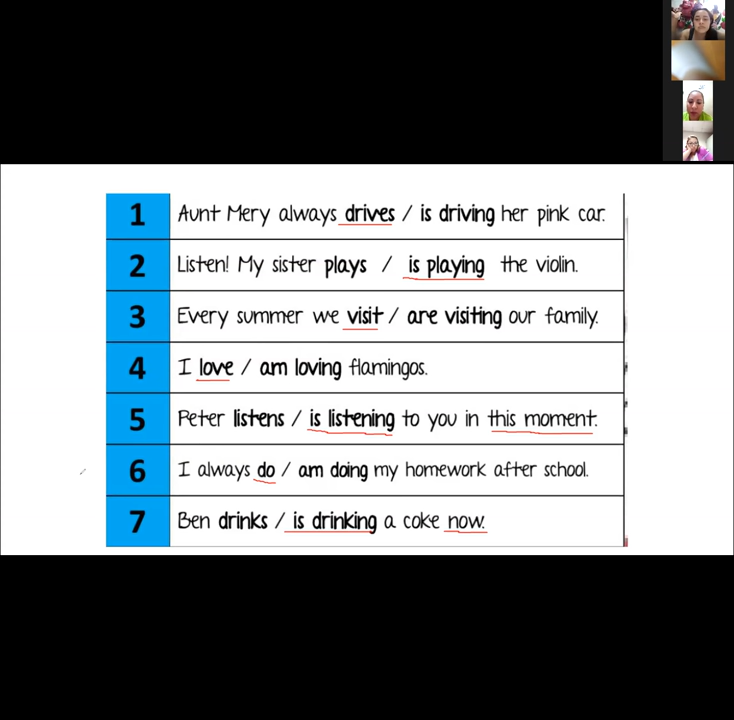 1 Aunt Mery always drives / is driving her pink car.
2 Listen! My sister plays / is playing the violin.
3 Every summer we visit / are visiting our family.
4 I love / am loving flamingos.
5 Peter listens / is listening to you in this moment.
6 I always do / am doing my homework after school.
7 Ben drinks / is drinking a coke now.